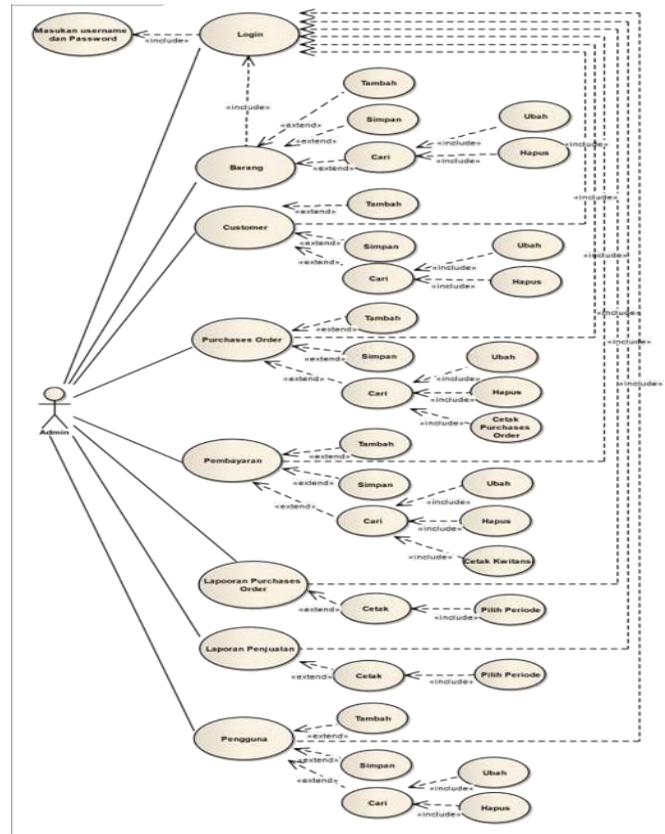 Masukan username
dan Password
«include»
Login
«include»
Tambah
«extend»
Simpan
«extend»
Barang
Cari
«extend»
Ubah
«include»
Hapus
«include»
«include»
Customer
Tambah
«extend»
Simpan
«extend»
Cari
«extend»
Ubah
«include»
Hapus
«include»
«include»
«include»
Purchases Order
Tambah
«extend»
Simpan
«extend»
Cari
«extend»
Ubah
«include»
Hapus
«include»
Cetak
Purchases
Order
«include»
«include»
«include»
«include»
Admin
Pembayaran
Tambah
«extend»
Simpan
«extend»
Cari
«extend»
Ubah
«include»
Hapus
«include»
Cetak Kwitans
«include»
Lapooran Purchases
Order
Cetak
«extend»
Pilih Periode
«include»
Laporan Penjualan
Cetak
«extend»
Pilih Periode
«include»
Pengguna
Tambah
«extend»
Simpan
«extend»
Cari
«extend»
Ubah
«include»
Hapus
«include»